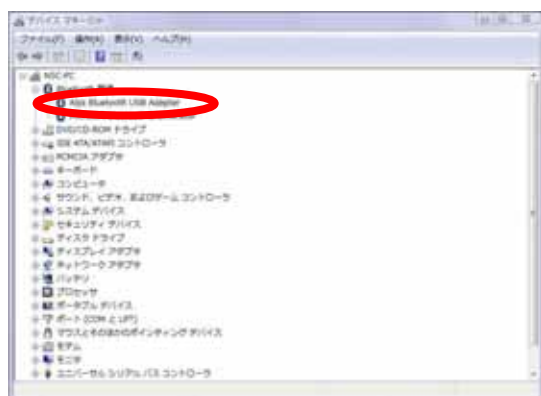 デバイス マネージャ
ファイル(F) 操作(A) 表示(V) ヘルプ(H)
NSC-PC
Bluetooth
Alps Bluetooth USB Adapter
DVD/CD-ROM ドライブ
IDE ATA/ATAPI コントローラ
PCMCIA アダプタ
キーボード
コンピュータ
サウンド、ビデオ、およびゲーム コントローラ
システム デバイス
セキュリティ デバイス
ディスク ドライブ
ディスプレイ アダプタ
ネットワーク アダプタ
バッテリ
プロセッサ
ポータブル デバイス
ポート (COM と LPT)
マウスとそのほかのポインティング デバイス
モデム
モニタ
ユニバーサル シリアル バス コントローラ